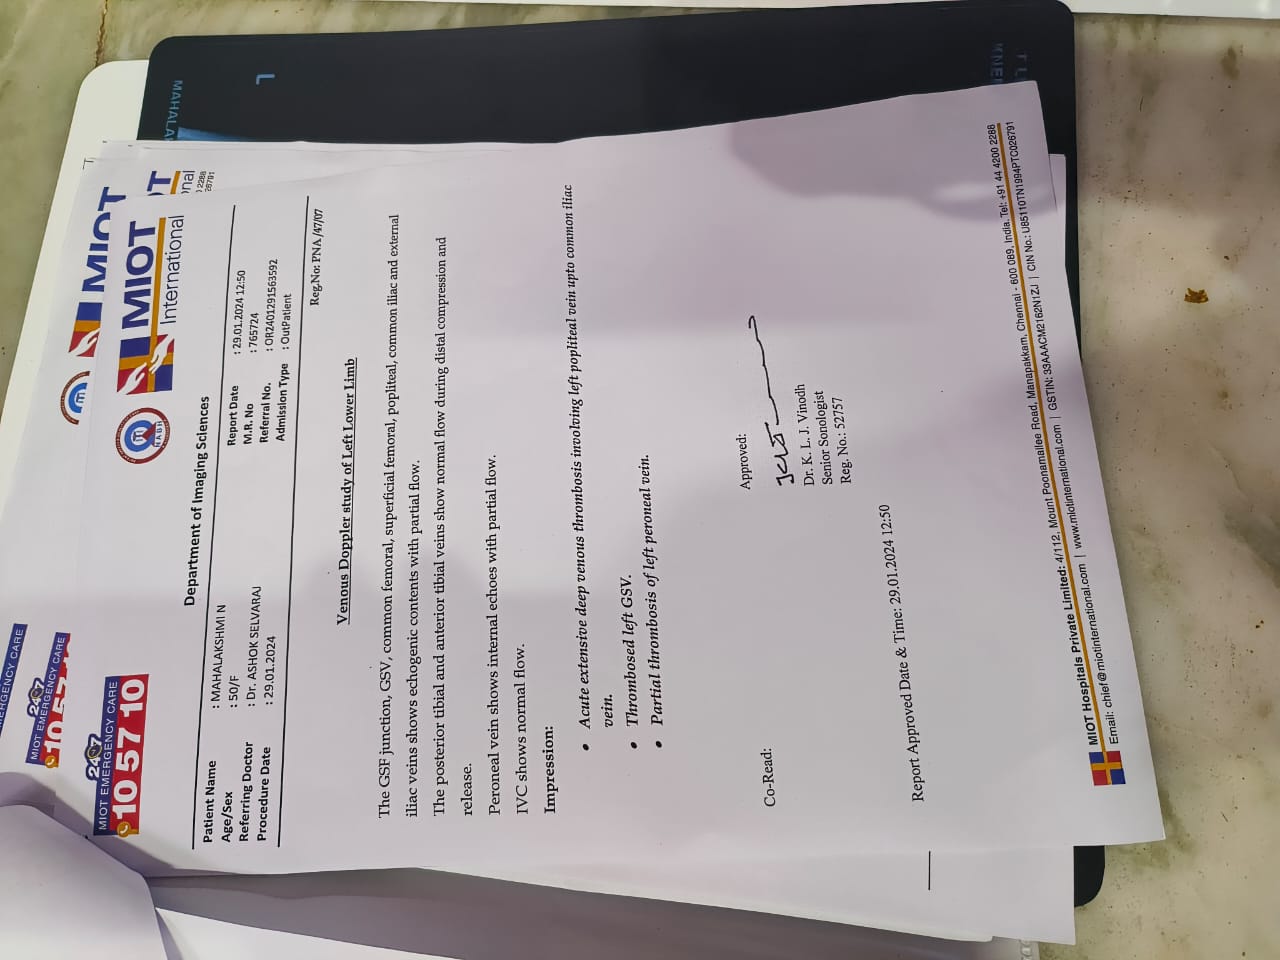 MIOT EMERGENCY CARE
24x7
10 57 10
NABH
MIOT
International
Department of Imaging Sciences
Patient Name : MAHALAKSHMI N
Age/Sex : 50/F
Referring Doctor : Dr. ASHOK SELVARAJ
Procedure Date : 29.01.2024
Report Date : 29.01.2024 12:50
M.R. No : 765724
Referral No. : OR2401291563592
Admission Type : OutPatient
Reg.No: PNA /47/07
Venous Doppler study of Left Lower Limb
The GSF junction, GSV, common femoral, superficial femoral, popliteal, common iliac and external
iliac veins shows echogenic contents with partial flow.
The posterior tibial and anterior tibial veins show normal flow during distal compression and
release.
Peroneal vein shows internal echoes with partial flow.
IVC shows normal flow.
Impression:
• Acute extensive deep venous thrombosis involving left popliteal vein upto common iliac
vein.
• Thrombosed left GSV.
• Partial thrombosis of left peroneal vein.
Co-Read:
Approved:
Dr. K. L. J. Vinodh
Senior Sonologist
Reg. No.: 52757
Report Approved Date & Time: 29.01.2024 12:50
MIOT Hospitals Private Limited: 4/112, Mount Poonamallee Road, Manapakkam, Chennai - 600 089, India. Tel: +91 44 4200 2288
Email: chief@miotinternational.com | www.miotinternational.com | GSTIN: 33AAACM2162N1ZJ | CIN No.: U85110TN1994PTC026791
EMERGENCY CARE
MIOT EMERGENCY CARE
24x7
MIOT
L